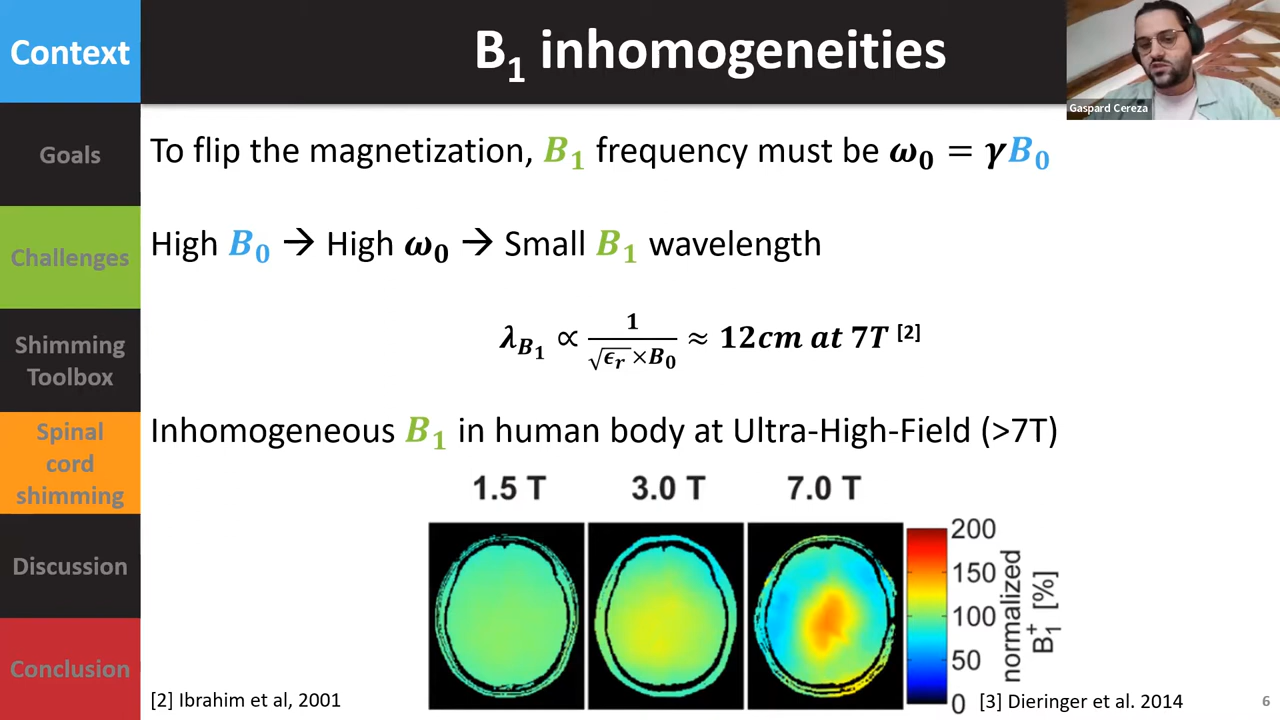 Context
B1 inhomogeneities
Gaspard Cereza
Goals
Challenges
Shimming
Toolbox
Spinal
cord
shimming
Discussion
Conclusion
To flip the magnetization, B₁ frequency must be ω₀ = γB₀
High B₀ → High ω₀ → Small B₁ wavelength
λ_B₁ ∝ 1/(√ϵᵣ × B₀) ≈ 12cm at 7T [2]
Inhomogeneous B₁ in human body at Ultra-High-Field (>7T)
1.5 T 3.0 T 7.0 T
200
150
100
50
0
normalized
B₁⁺ [%]
[2] Ibrahim et al, 2001
[3] Dieringer et al. 2014
6